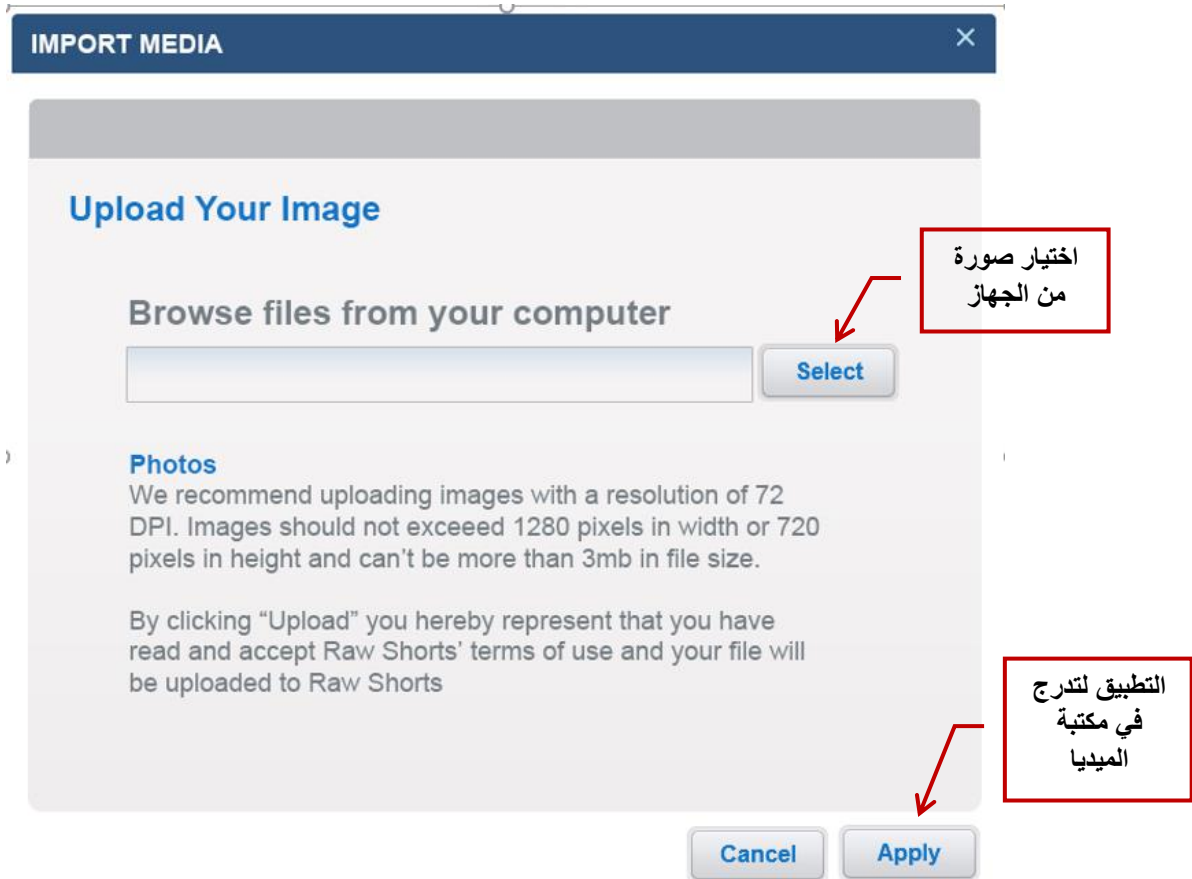 IMPORT MEDIA
Upload Your Image
اختيار صورة
من الجهاز
Browse files from your computer
Select
Photos
We recommend uploading images with a resolution of 72
DPI. Images should not exceeed 1280 pixels in width or 720
pixels in height and can't be more than 3mb in file size.
By clicking “Upload” you hereby represent that you have
read and accept Raw Shorts’ terms of use and your file will
be uploaded to Raw Shorts
التطبيق لتدرج
في مكتبة
الميديا
Cancel
Apply